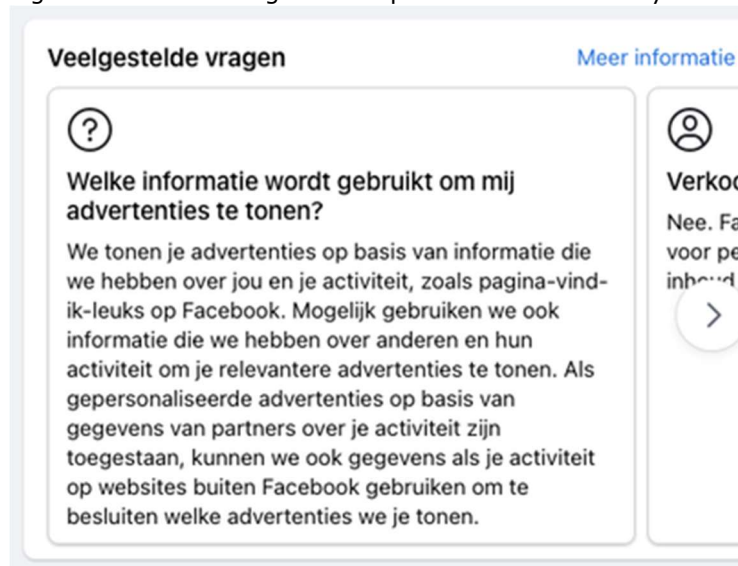 Veelgestelde vragen
Meer informatie
Welke informatie wordt gebruikt om mij
advertenties te tonen?
We tonen je advertenties op basis van informatie die
we hebben over jou en je activiteit, zoals pagina-vind-
ik-leuks op Facebook. Mogelijk gebruiken we ook
informatie die we hebben over anderen en hun
activiteit om je relevantere advertenties te tonen. Als
gepersonaliseerde advertenties op basis van
gegevens van partners over je activiteit zijn
toegestaan, kunnen we ook gegevens als je activiteit
op websites buiten Facebook gebruiken om te
besluiten welke advertenties we je tonen.
Nee.
voor